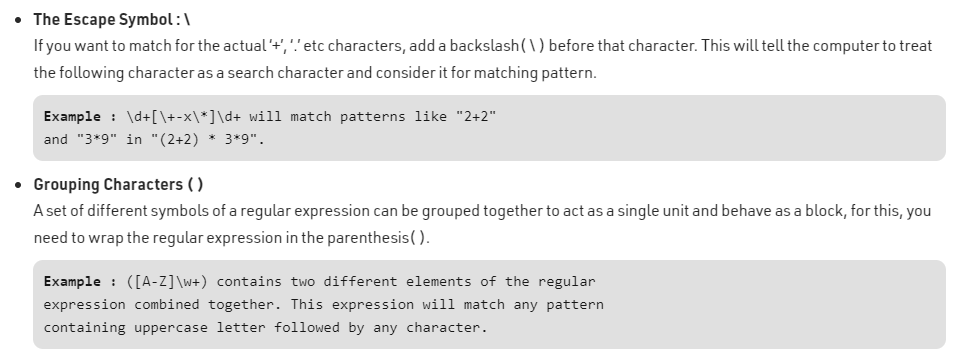 The Escape Symbol : \
If you want to match for the actual '+', '.' etc characters, add a backslash( \ ) before that character. This will tell the computer to treat
the following character as a search character and consider it for matching pattern.
Example : \d+[\+-x\*]\d+ will match patterns like "2+2"
and "3*9" in "(2+2) * 3*9".
Grouping Characters ( )
A set of different symbols of a regular expression can be grouped together to act as a single unit and behave as a block, for this, you
need to wrap the regular expression in the parenthesis( ).
Example : ([A-Z]\w+) contains two different elements of the regular
expression combined together. This expression will match any pattern
containing uppercase letter followed by any character.